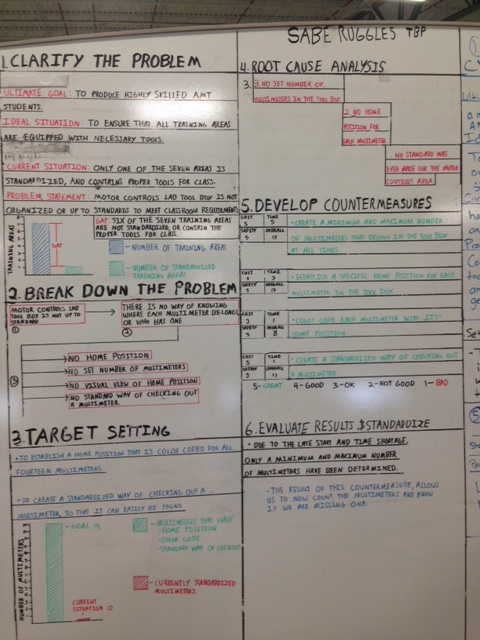 SABE RUGGLES TBP
1.CLARIFY THE PROBLEM
ULTIMATE GOAL: TO PRODUCE HIGHLY SKILLED AMT
STUDENTS.
IDEAL SITUATION: TO ENSURE THAT ALL TRAINING AREAS
ARE EQUIPPED WITH NECESSARY TOOLS.
CURRENT SITUATION: ONLY ONE OF THE SEVEN AREAS IS
STANDARDIZED, AND CONTAINS PROPER TOOLS FOR CLASS.
PROBLEM STATEMENT: MOTOR CONTROLS LAB TOOL BOX IS NOT
ORGANIZED OR UP TO STANDARDS TO MEET CLASSROOM REQUIREMENTS
GAP: SIX OF THE SEVEN TRAINING AREAS
ARE NOT STANDARDIZED, OR CONTAIN THE
PROPER TOOLS FOR CLASS.
TRAINING AREAS
GAP
- NUMBER OF TRAINING AREAS
- NUMBER OF STANDARDIZED
TRAINING AREAS
2. BREAK DOWN THE PROBLEM
MOTOR CONTROLS LAB
TOOL BOX IS NOT UP TO
STANDARD
①
THERE IS NO WAY OF KNOWING
WHERE EACH MULTIMETER BELONGS
OR WHO HAS ONE
②
③
NO HOME POSITION
NO SET NUMBER OF MULTIMETERS
NO VISUAL VIEW OF HOME POSITION
NO STANDARD WAY OF CHECKING OUT
A MULTIMETER.
3. TARGET SETTING
• TO ESTABLISH A HOME POSITION THAT IS COLOR CODED FOR ALL
FOURTEEN MULTIMETERS.
• TO CREATE A STANDARDIZED WAY OF CHECKING OUT A
MULTIMETER, SO THAT IT CAN EASILY BE FOUND
NUMBER OF MULTIMETERS
- GOAL 14
CURRENT
SITUATION 0
- MULTIMETERS THAT HAVE
· HOME POSITION
· COLOR CODE
· STANDARD WAY OF CHECKING
- CURRENTLY STANDARDIZED
MULTIMETERS.
4. ROOT CAUSE ANALYSIS
3.
3. NO SET NUMBER OF
MULTIMETERS IN THE TOOL BOX
2. NO HOME
POSITION FOR
EACH MULTIMETER
NO STANDARD WAS
EVER MADE FOR THE MOTOR
CONTROLS AREA.
5. DEVELOP COUNTERMEASURES
COST TIME
SAFETY OVERALL
- CREATE A MINIMUM AND MAXIMUM NUMBER
OF MULTIMETERS THAT BELONG IN THE TOOL BOX
AT ALL TIMES.
COST TIME
SAFETY OVERALL
- ESTABLISH A SPECIFIC HOME POSITION FOR EACH
MULTIMETER IN THE TOOL BOX.
COST TIME
SAFETY OVERALL
- COLOR CODE EACH MULTIMETER WITH IT'S
HOME POSITION
COST TIME
SAFETY OVERALL
- CREATE A STANDARDIZED WAY OF CHECKING OUT
A MULTIMETER
5-GREAT 4-GOOD 3-OK 2-NOT GOOD 1-BAD
6. EVALUATE RESULTS & STANDARDIZE
• DUE TO THE LATE START AND TIME SHORTAGE,
ONLY A MINIMUM AND MAXIMUM NUMBER
OF MULTIMETERS HAVE BEEN DETERMINED.
- THE RESULT OF THIS COUNTERMEASURE, ALLOWS
US TO NOW COUNT THE MULTIMETERS AND KNOW
IF WE ARE MISSING ONE.